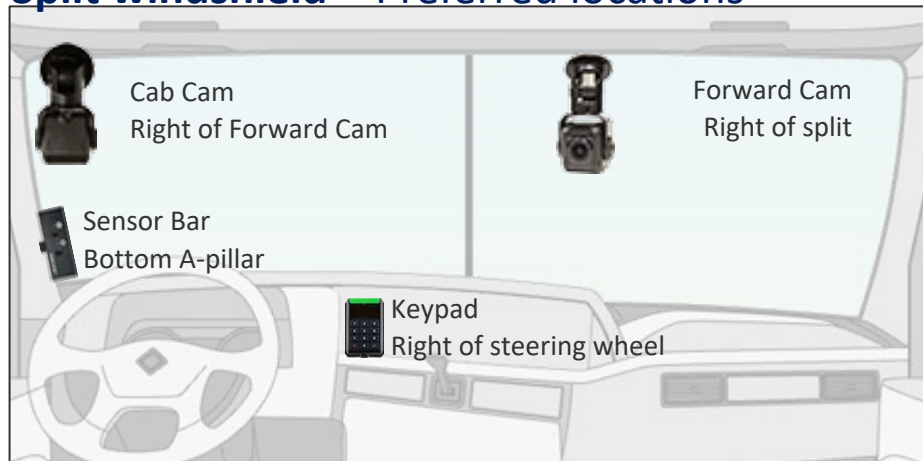 Split windshield – Preferred locations
Cab Cam
Right of Forward Cam
Forward Cam
Right of split
Sensor Bar
Bottom A-pillar
Keypad
Right of steering wheel